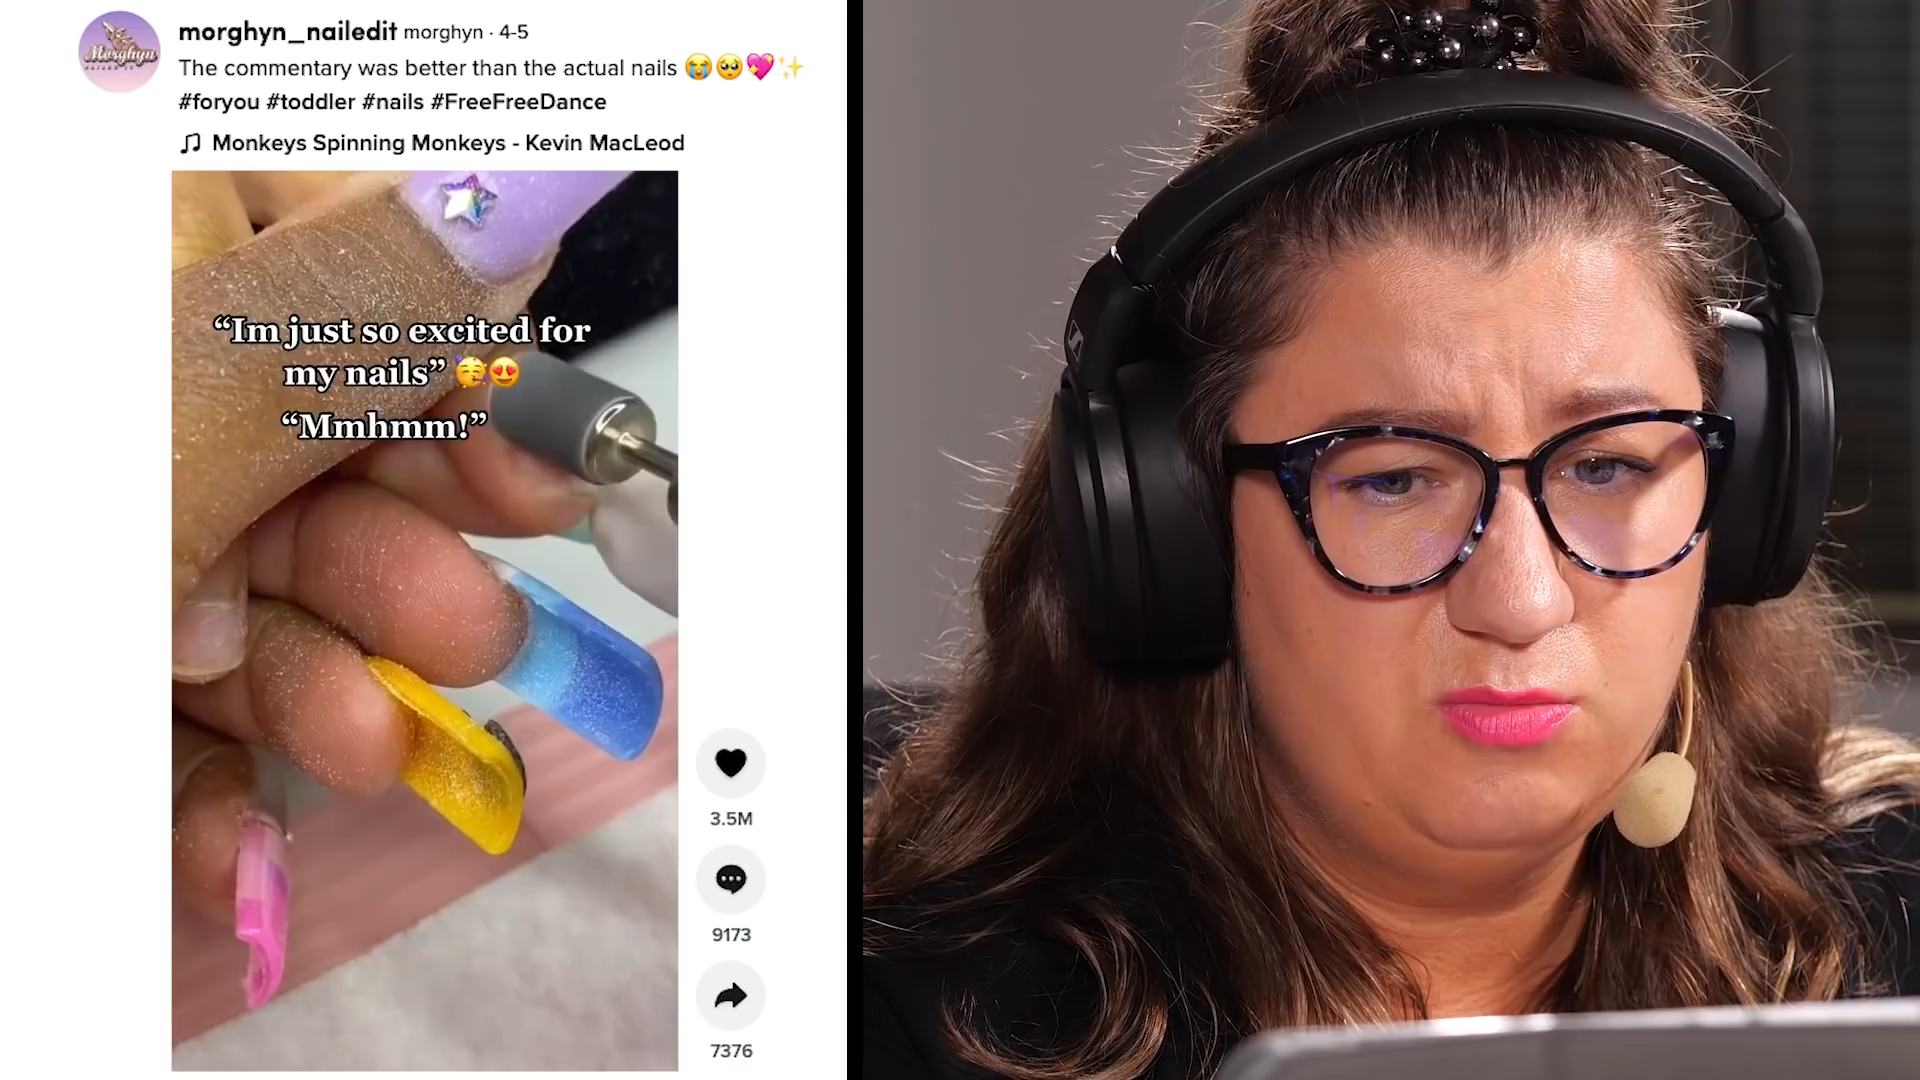 Morghyn
morghyn_nailedit morghyn · 4-5
The commentary was better than the actual nails 😭🥺💖✨
#foryou #toddler #nails #FreeFreeDance
Monkeys Spinning Monkeys - Kevin MacLeod
“Im just so excited for
my nails” 🥳😍
“Mmhmm!”
3.5M
9173
7376